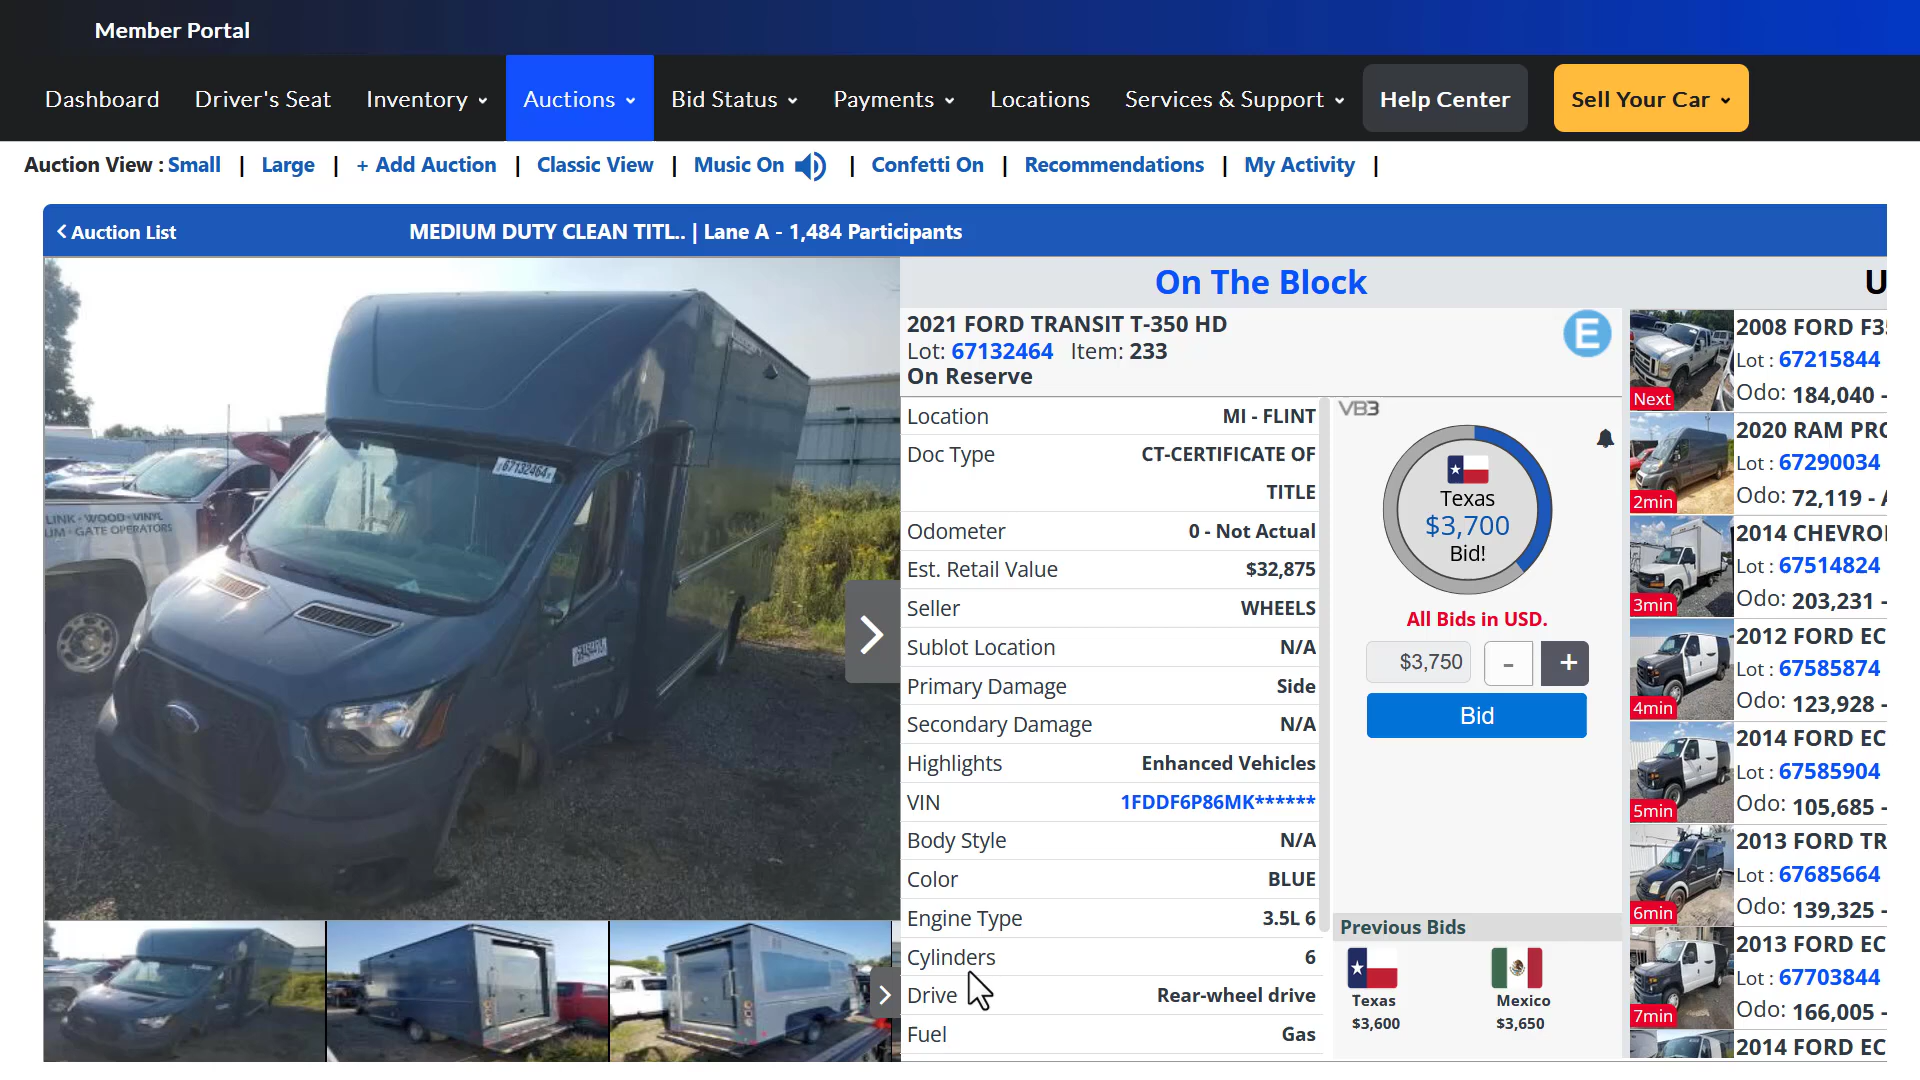 Member Portal
Dashboard
Driver's Seat
Inventory
Auctions
Bid Status
Payments
Locations
Services & Support
Help Center
Sell Your Car
Auction View : Small | Large | + Add Auction | Classic View | Music On | Confetti On | Recommendations | My Activity |
Auction List
MEDIUM DUTY CLEAN TITL.. | Lane A - 1,484 Participants
67132464
LINK - WOOD - VINYL
UM - GATE OPERATORS
On The Block
2021 FORD TRANSIT T-350 HD
Lot: 67132464 Item: 233
On Reserve
E
Location MI - FLINT
Doc Type CT-CERTIFICATE OF
TITLE
Odometer 0 - Not Actual
Est. Retail Value $32,875
Seller WHEELS
Sublot Location N/A
Primary Damage Side
Secondary Damage N/A
Highlights Enhanced Vehicles
VIN 1FDDF6P86MK******
Body Style N/A
Color BLUE
Engine Type 3.5L 6
Cylinders 6
Drive Rear-wheel drive
Fuel Gas
VB3
Texas
$3,700
Bid!
All Bids in USD.
$3,750 - +
Bid
Previous Bids
Texas
$3,600
Mexico
$3,650
U
2008 FORD F3
Lot : 67215844
Odo: 184,040 -
Next
2020 RAM PRO
Lot : 67290034
Odo: 72,119 - A
2min
2014 CHEVRO
Lot : 67514824
Odo: 203,231 -
3min
2012 FORD EC
Lot : 67585874
Odo: 123,928 -
4min
2014 FORD EC
Lot : 67585904
Odo: 105,685 -
5min
2013 FORD TR
Lot : 67685664
Odo: 139,325 -
6min
2013 FORD EC
Lot : 67703844
Odo: 166,005 -
7min
2014 FORD EC